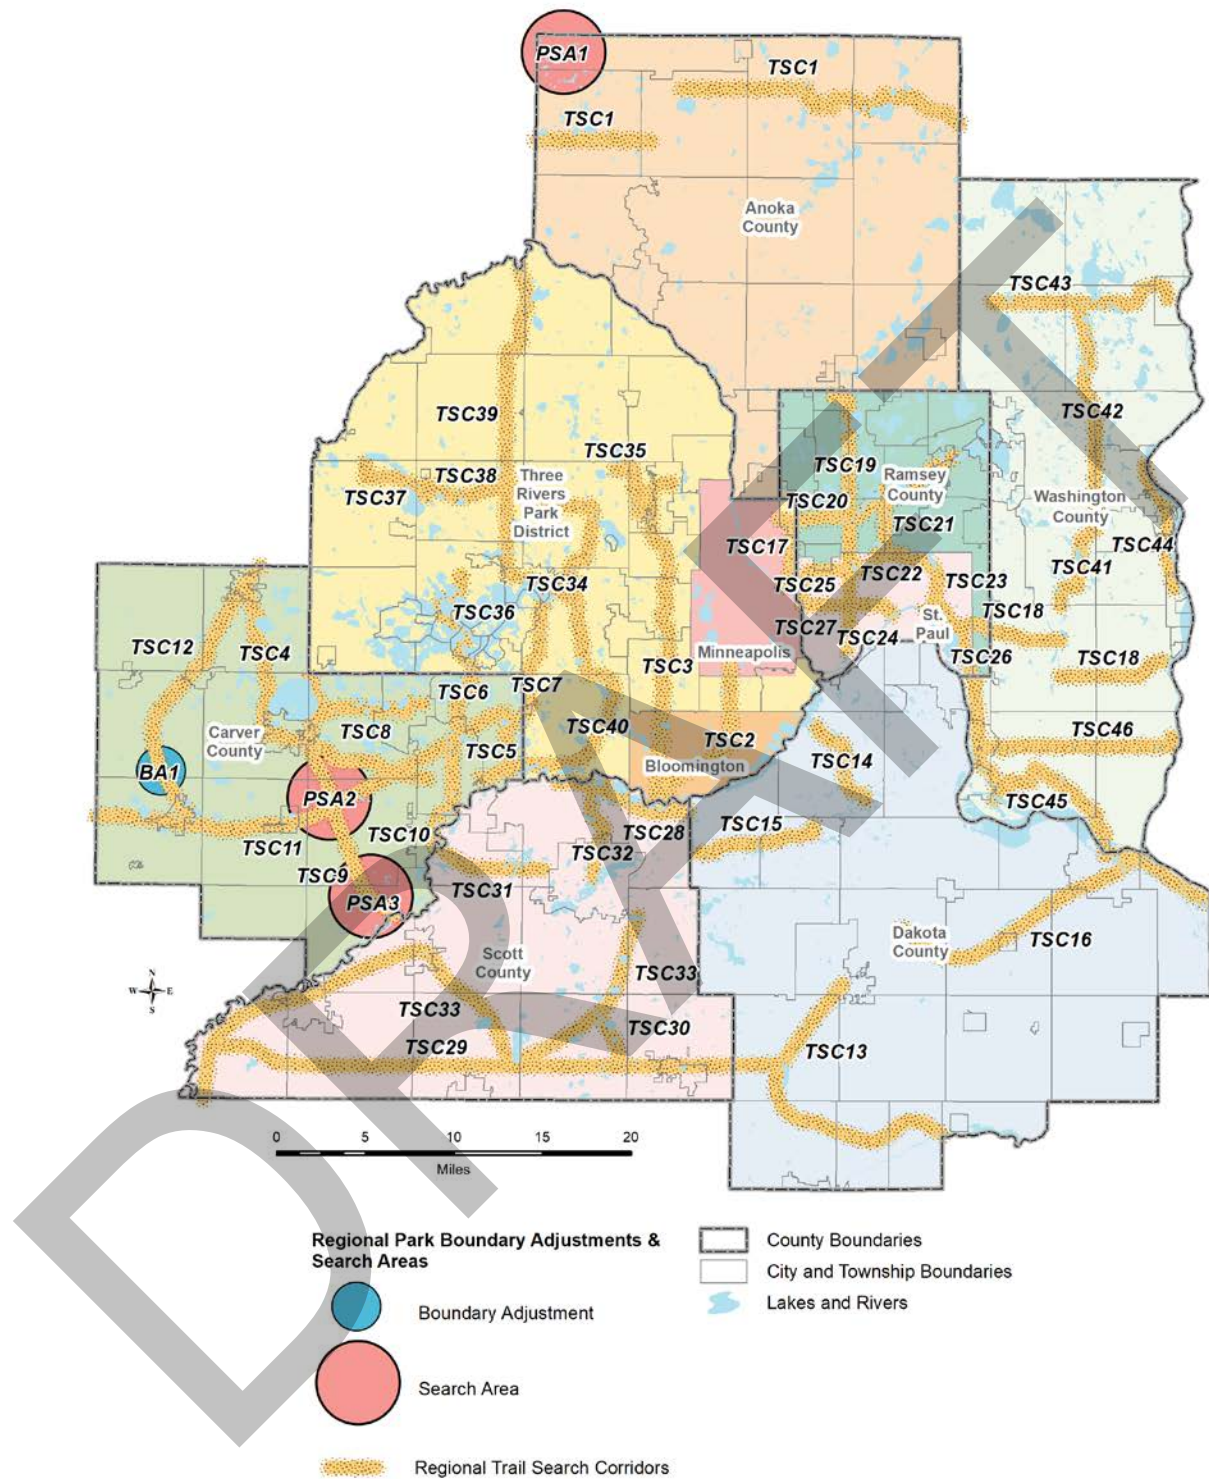 PSA1
TSC1
TSC1
Anoka
County
TSC43
TSC39
TSC42
TSC35
TSC38
TSC37
Three
Rivers
Park
District
TSC19
Ramsey
County
TSC20
Washington
County
TSC21
TSC17
TSC44
TSC41
TSC34
TSC25
TSC22
TSC23
TSC36
TSC18
TSC27
TSC24
St.
Paul
TSC12
TSC4
Minneapolis
TSC26
TSC3
TSC18
TSC6
TSC7
TSC8
Carver
County
TSC40
TSC2
TSC46
TSC5
Bloomington
TSC14
BA1
PSA2
TSC45
TSC10
TSC28
TSC15
TSC11
TSC32
TSC9
TSC31
PSA3
Dakota
County
TSC16
Scott
County
TSC33
N
W E
S
TSC33
TSC30
TSC29
TSC13
0 5 10 15 20
Miles
DRAFT
Regional Park Boundary Adjustments &
Search Areas
Boundary Adjustment
Search Area
Regional Trail Search Corridors
County Boundaries
City and Township Boundaries
Lakes and Rivers